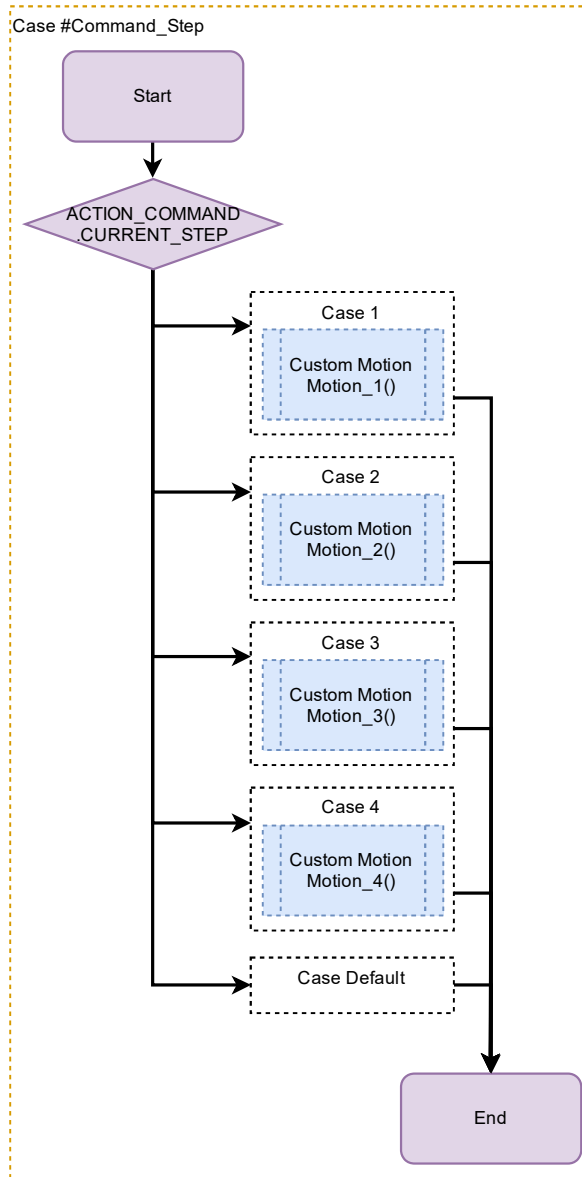 Case #Command_Step
Start
ACTION_COMMAND
.CURRENT_STEP
Case 1
Custom Motion
Motion_1()
Case 2
Custom Motion
Motion_2()
Case 3
Custom Motion
Motion_3()
Case 4
Custom Motion
Motion_4()
Case Default
End